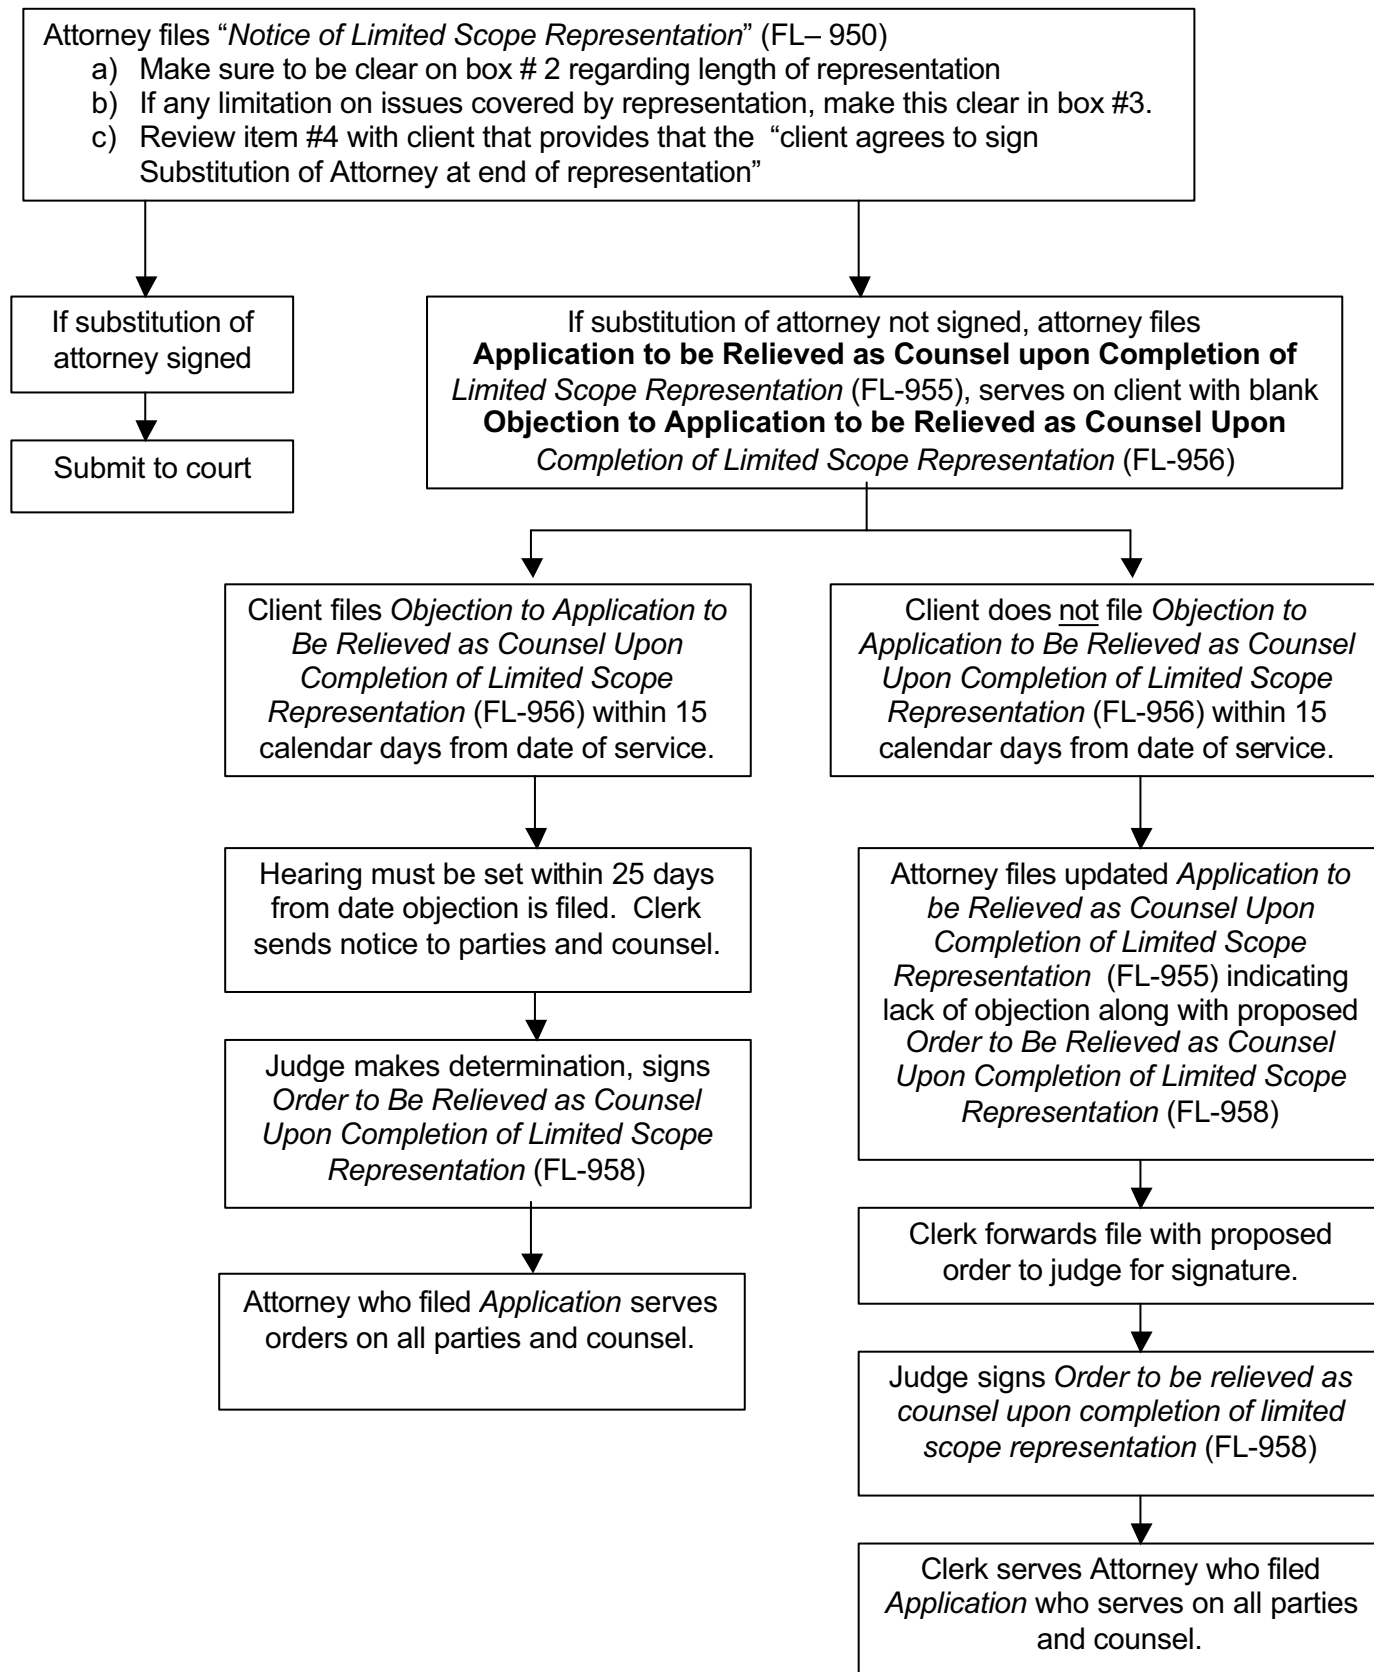 Attorney files “Notice of Limited Scope Representation” (FL– 950)
a) Make sure to be clear on box # 2 regarding length of representation
b) If any limitation on issues covered by representation, make this clear in box #3.
c) Review item #4 with client that provides that the “client agrees to sign
Substitution of Attorney at end of representation”
If substitution of
attorney signed
Submit to court
If substitution of attorney not signed, attorney files
Application to be Relieved as Counsel upon Completion of
Limited Scope Representation (FL-955), serves on client with blank
Objection to Application to be Relieved as Counsel Upon
Completion of Limited Scope Representation (FL-956)
Client files Objection to Application to
Be Relieved as Counsel Upon
Completion of Limited Scope
Representation (FL-956) within 15
calendar days from date of service.
Hearing must be set within 25 days
from date objection is filed. Clerk
sends notice to parties and counsel.
Judge makes determination, signs
Order to Be Relieved as Counsel
Upon Completion of Limited Scope
Representation (FL-958)
Attorney who filed Application serves
orders on all parties and counsel.
Client does not file Objection to
Application to Be Relieved as Counsel
Upon Completion of Limited Scope
Representation (FL-956) within 15
calendar days from date of service.
Attorney files updated Application to
be Relieved as Counsel Upon
Completion of Limited Scope
Representation (FL-955) indicating
lack of objection along with proposed
Order to Be Relieved as Counsel
Upon Completion of Limited Scope
Representation (FL-958)
Clerk forwards file with proposed
order to judge for signature.
Judge signs Order to be relieved as
counsel upon completion of limited
scope representation (FL-958)
Clerk serves Attorney who filed
Application who serves on all parties
and counsel.